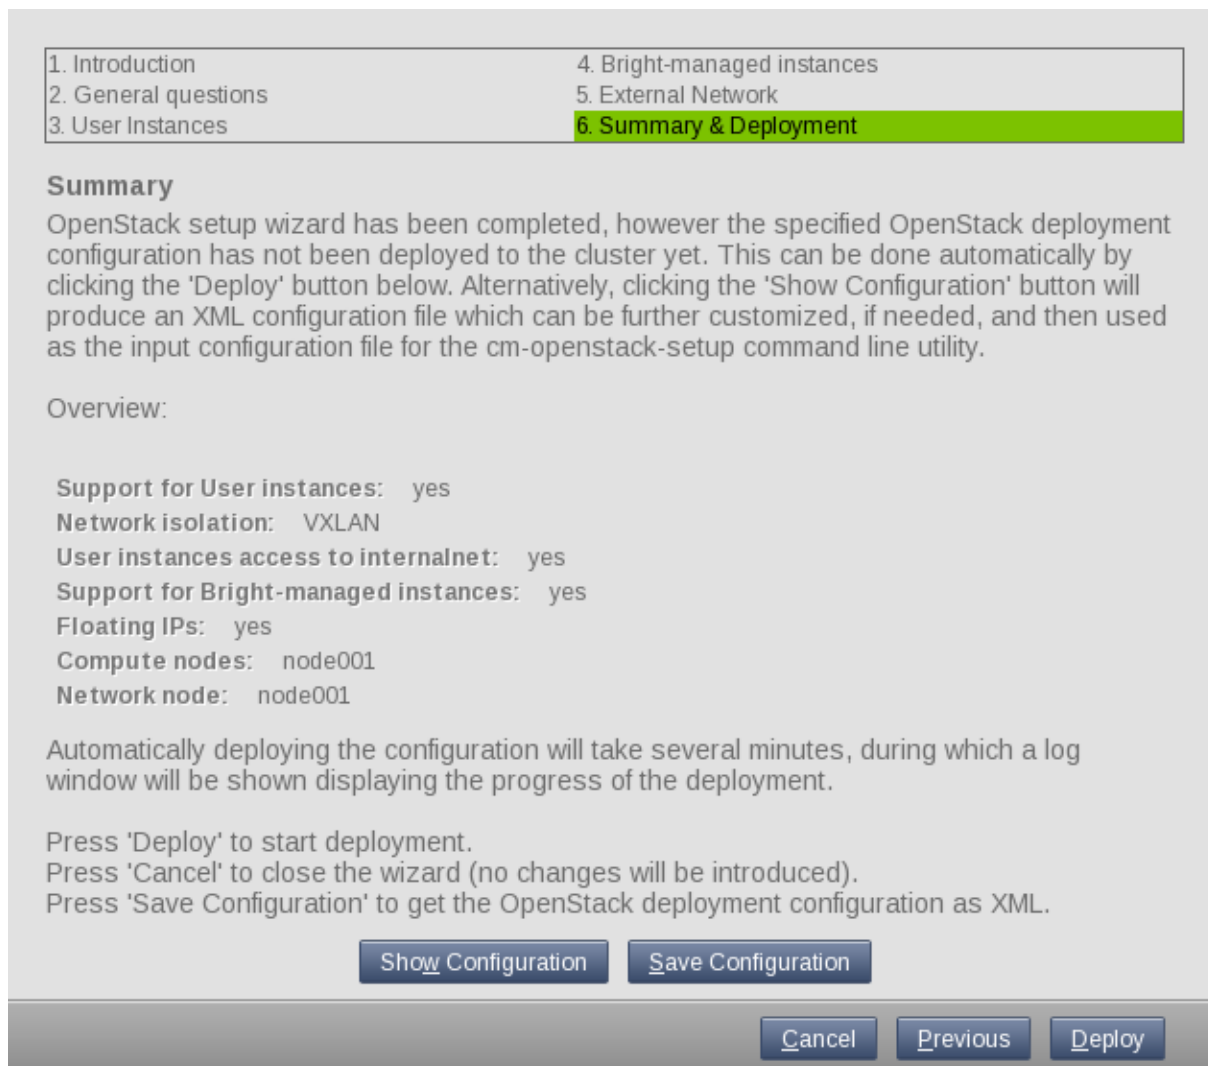 1. Introduction
2. General questions
3. User Instances
4. Bright-managed instances
5. External Network
6. Summary & Deployment
Summary
OpenStack setup wizard has been completed, however the specified OpenStack deployment
configuration has not been deployed to the cluster yet. This can be done automatically by
clicking the 'Deploy' button below. Alternatively, clicking the 'Show Configuration' button will
produce an XML configuration file which can be further customized, if needed, and then used
as the input configuration file for the cm-openstack-setup command line utility.
Overview:
Support for User instances: yes
Network isolation: VXLAN
User instances access to internalnet: yes
Support for Bright-managed instances: yes
Floating IPs: yes
Compute nodes: node001
Network node: node001
Automatically deploying the configuration will take several minutes, during which a log
window will be shown displaying the progress of the deployment.
Press 'Deploy' to start deployment.
Press 'Cancel' to close the wizard (no changes will be introduced).
Press 'Save Configuration' to get the OpenStack deployment configuration as XML.
Show Configuration
Save Configuration
Cancel
Previous
Deploy